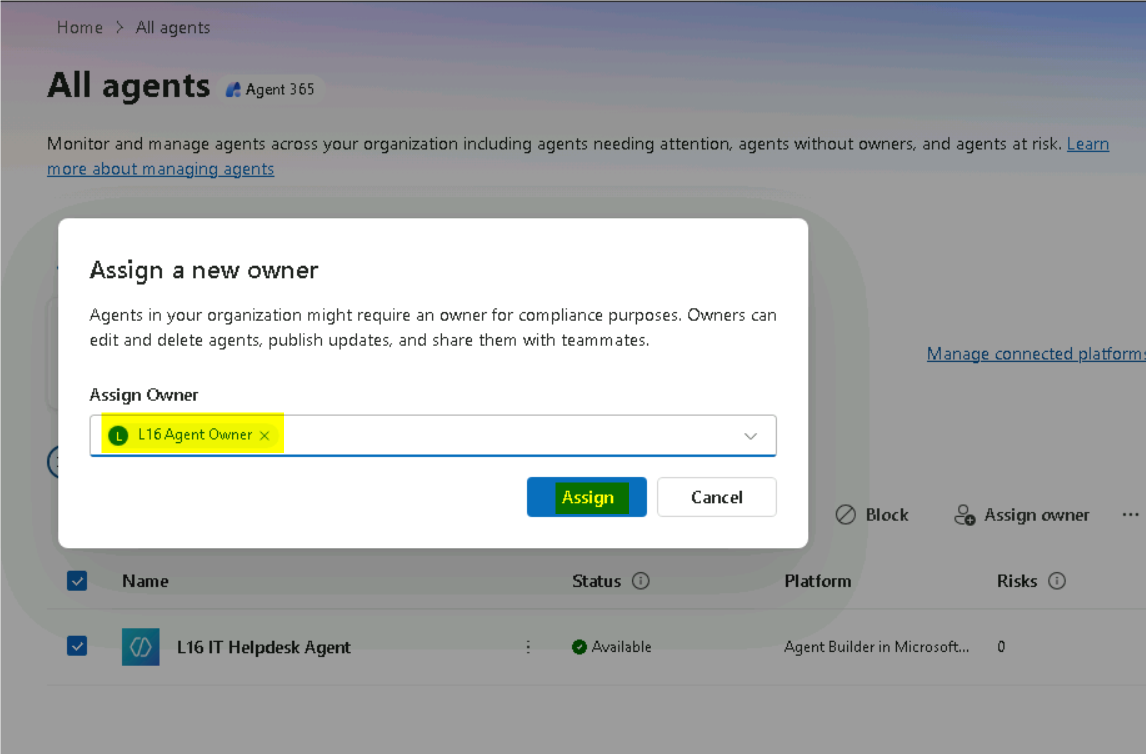 Home > All agents
All agents Agent 365
Monitor and manage agents across your organization including agents needing attention, agents without owners, and agents at risk. Learn
more about managing agents
Assign a new owner
Agents in your organization might require an owner for compliance purposes. Owners can
edit and delete agents, publish updates, and share them with teammates.
Manage connected platforms
Assign Owner
L L16 Agent Owner ×
Assign Cancel
Block Assign owner ...
Name Status Platform Risks
L16 IT Helpdesk Agent Available Agent Builder in Microsoft... 0